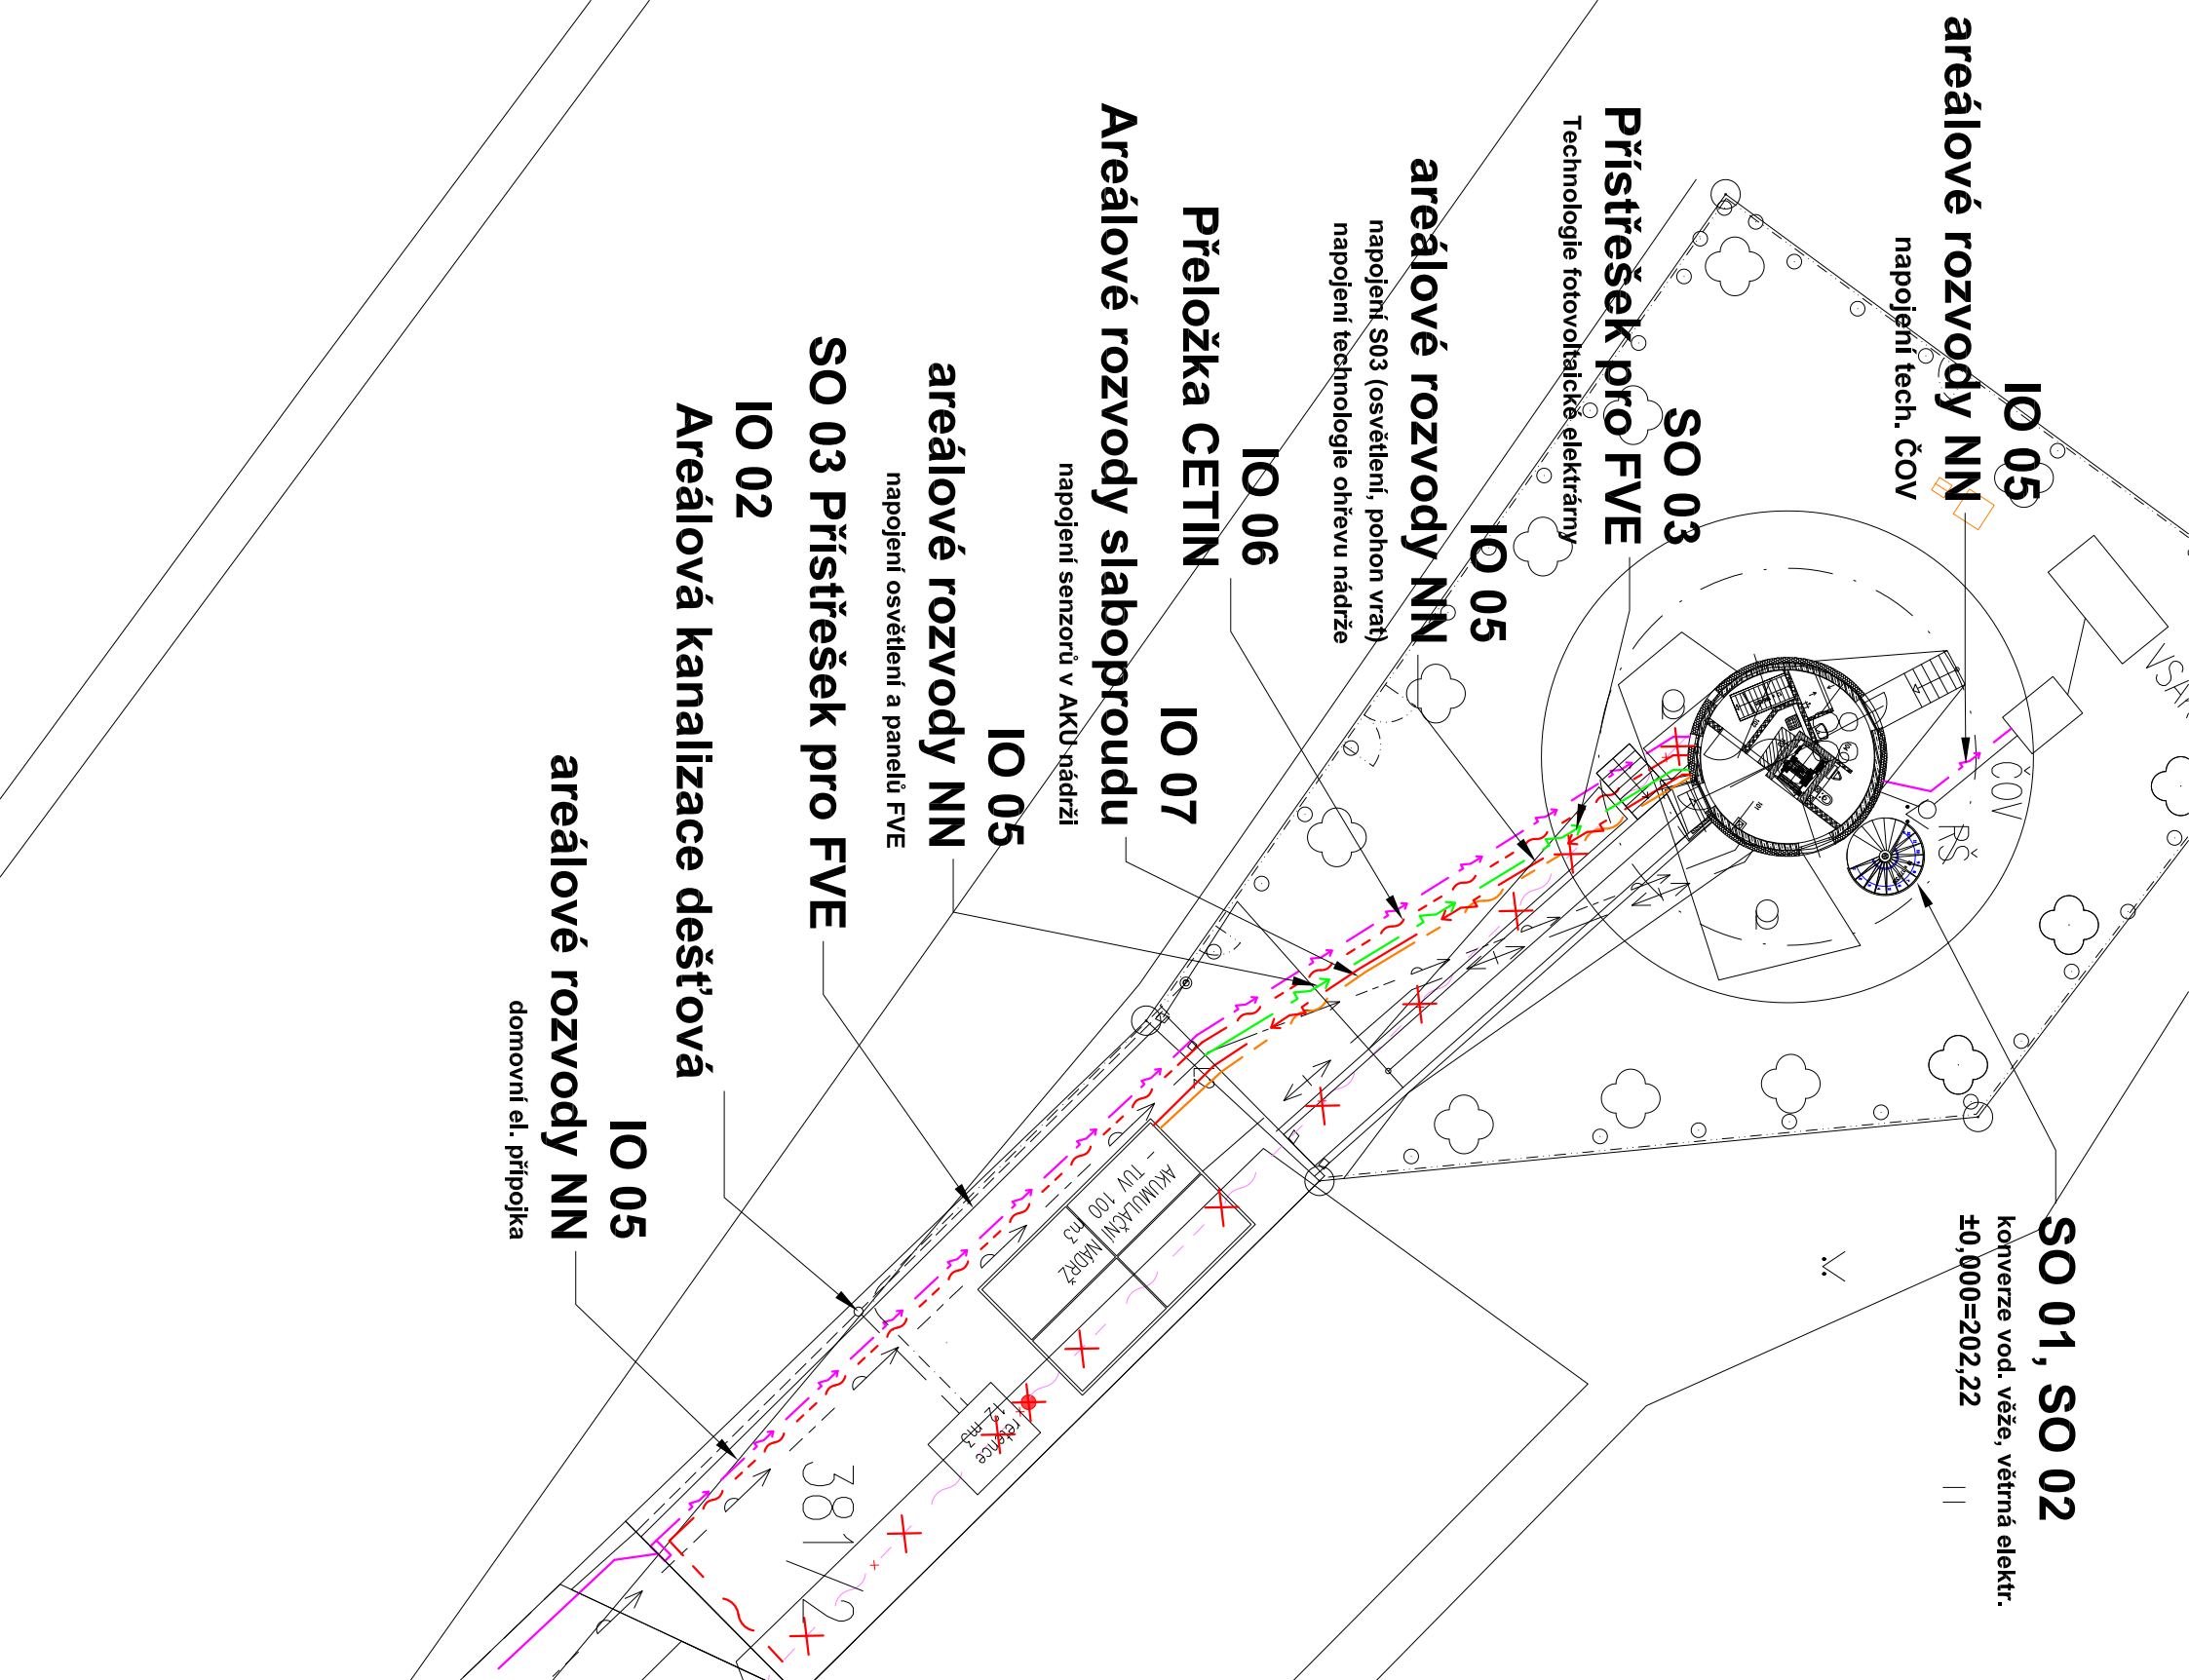 IO 05
areálové rozvody NN
napojení tech. ČOV
SO 03
Přístřešek pro FVE
Technologie fotovoltaické elektrárny
IO 05
areálové rozvody NN
napojení S03 (osvětlení, pohon vrat)
napojení technologie ohřevu nádrže
IO 06
Přeložka CETIN
IO 07
Areálové rozvody slaboproudu
napojení senzorů v AKU nádrži
IO 05
areálové rozvody NN
napojení osvětlení a panelů FVE
SO 03 Přístřešek pro FVE
IO 02
Areálová kanalizace dešťová
IO 05
areálové rozvody NN
domovní el. přípojka
SO 01, SO 02
konverze vod. věže, větrná elektr.
±0,000=202,22
ČOV
RŠ
AKUMULAČNÍ NÁDRŽ
TUV 100 m3
retence
12 m3
381/2